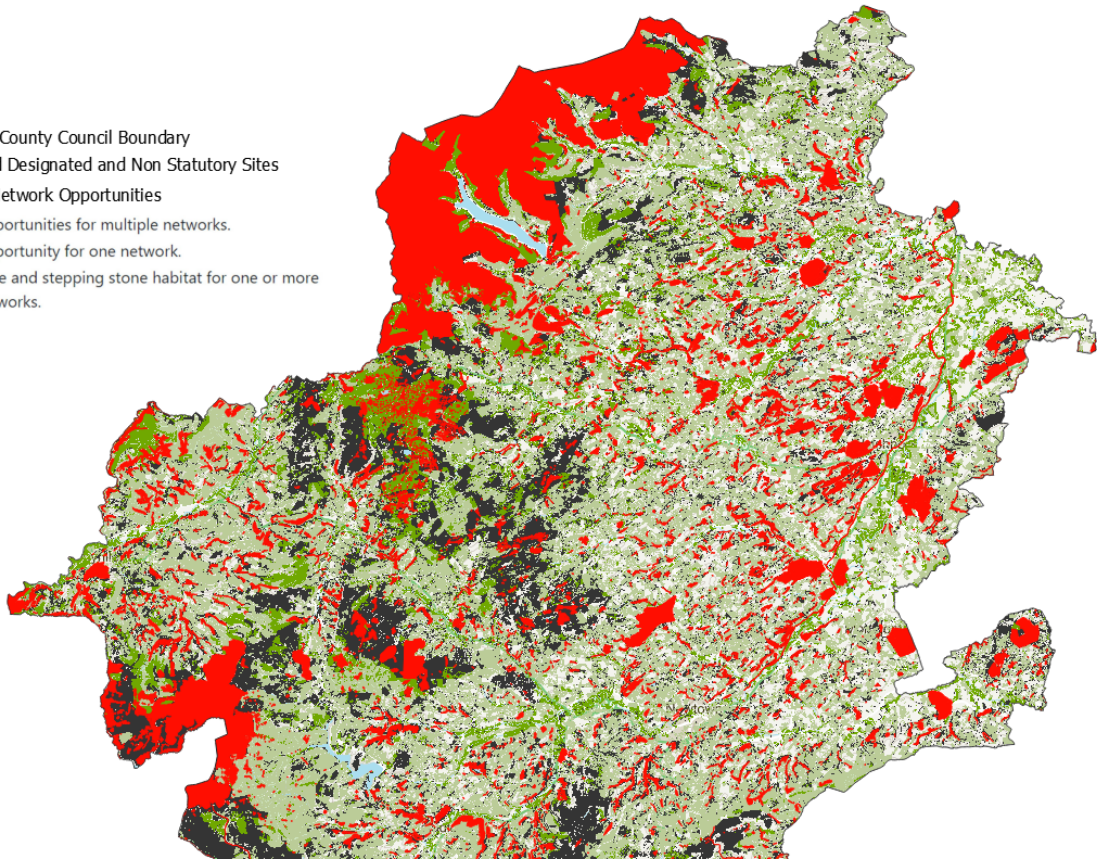 County Council Boundary
l Designated and Non Statutory Sites
etwork Opportunities
portunities for multiple networks.
portunity for one network.
e and stepping stone habitat for one or more
works.